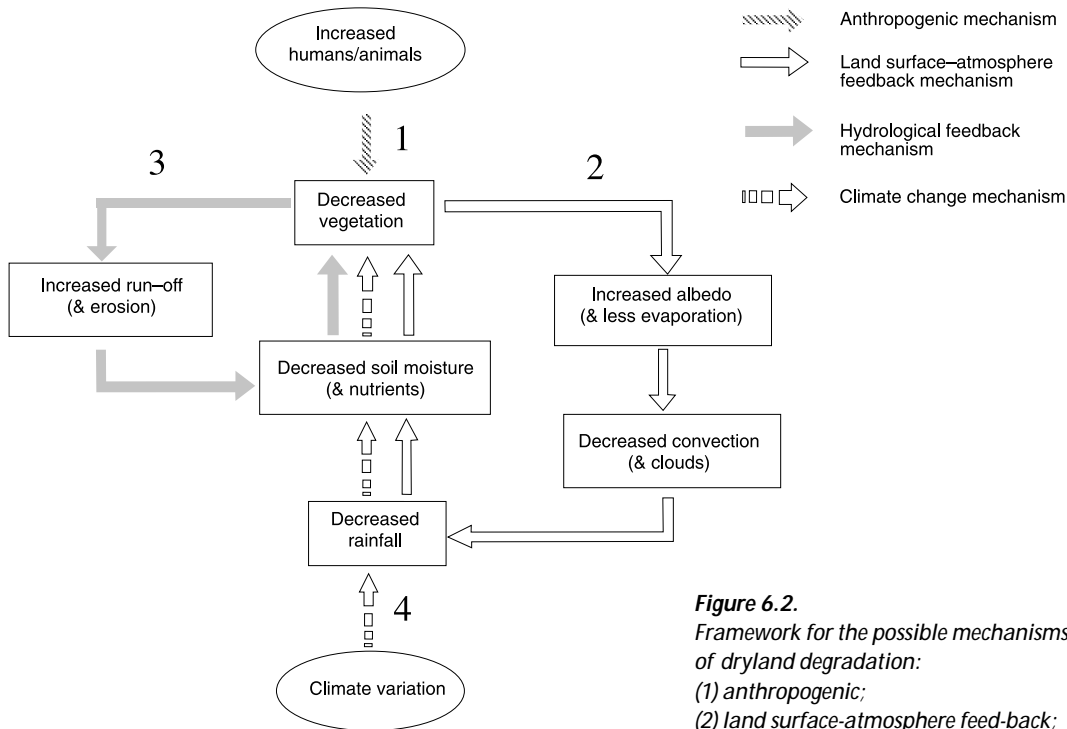 Increased
humans/animals
Anthropogenic mechanism
Land surface–atmosphere
feedback mechanism
Hydrological feedback
mechanism
Climate change mechanism
1
3
2
Decreased
vegetation
Increased run–off
(& erosion)
Increased albedo
(& less evaporation)
Decreased soil moisture
(& nutrients)
Decreased convection
(& clouds)
Decreased
rainfall
4
Climate variation
Figure 6.2.
Framework for the possible mechanisms
of dryland degradation:
(1) anthropogenic;
(2) land surface-atmosphere feed-back;